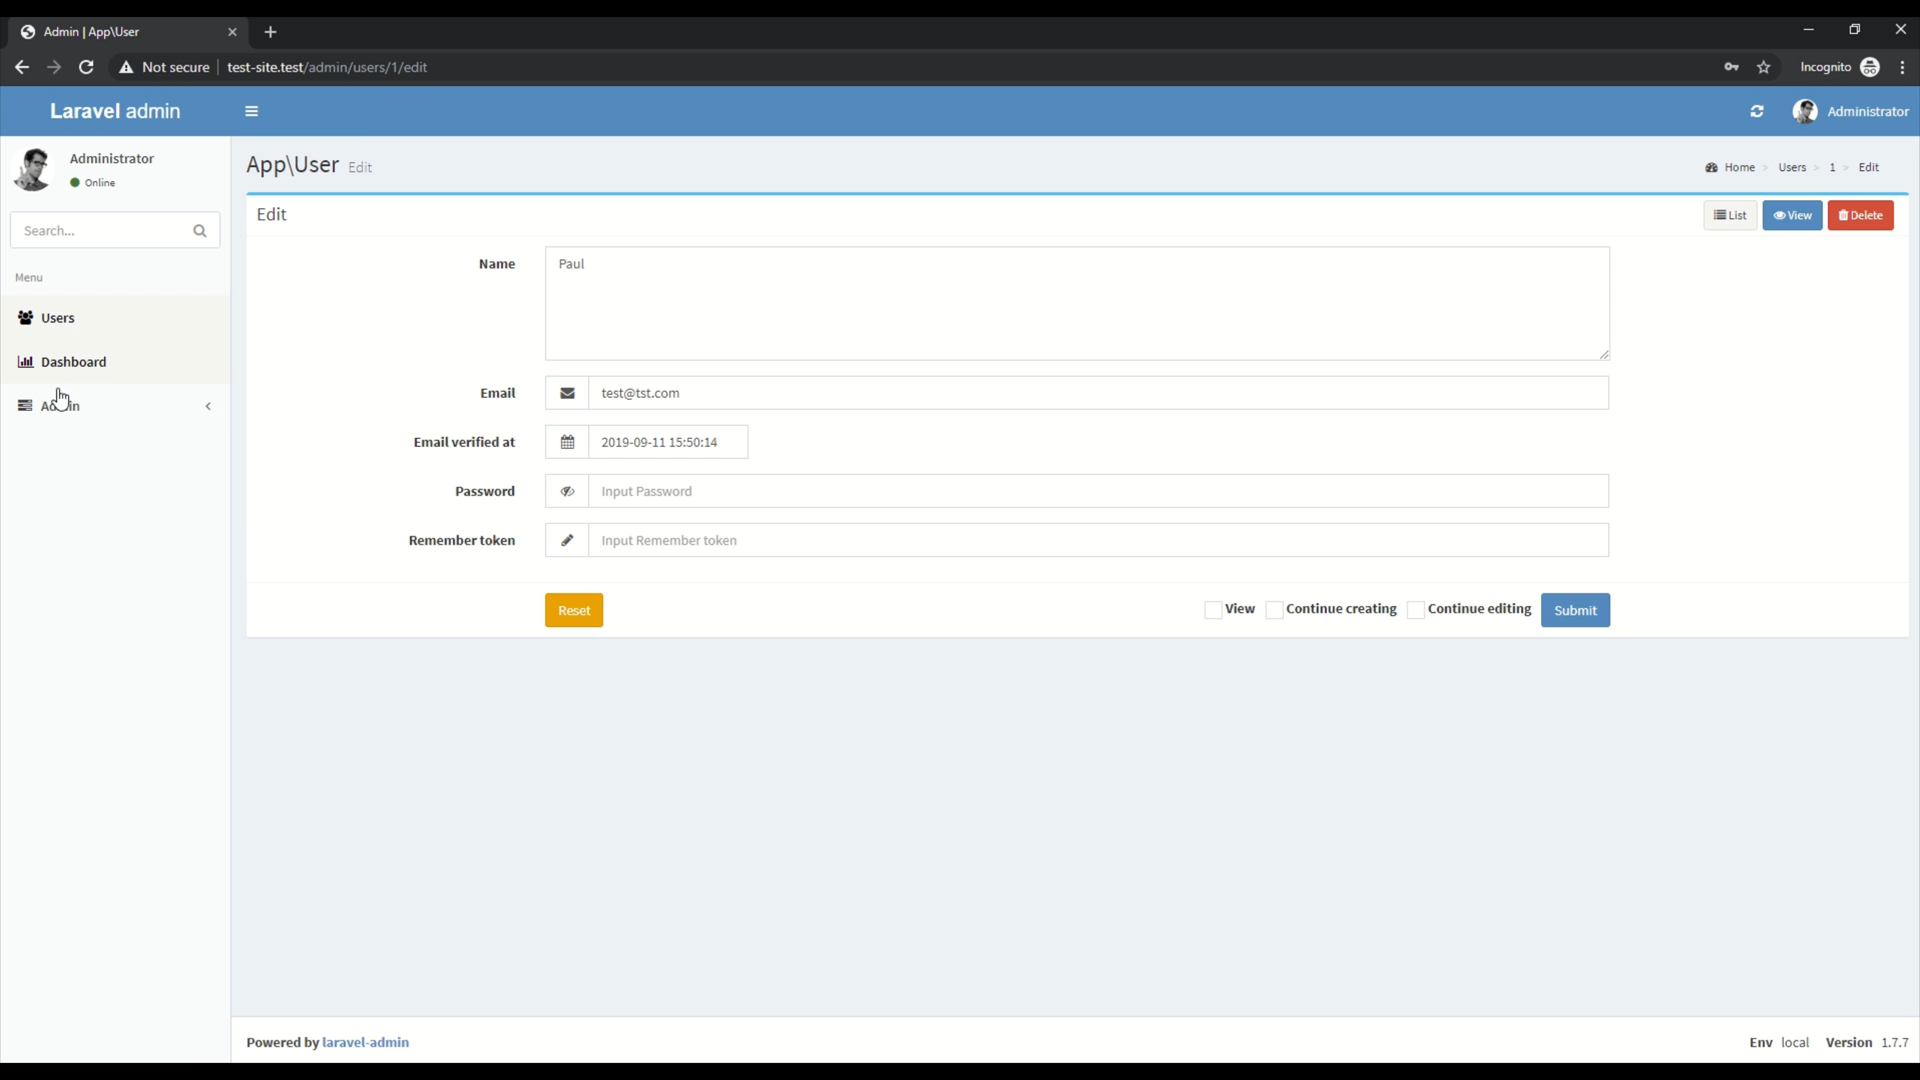 Admin | App\User
Not secure test-site.test/admin/users/1/edit Incognito
Laravel admin Administrator
Administrator
Online
App\User Edit
Home > Users > 1 > Edit
Search...
Edit
List View Delete
Menu
Users
Dashboard
Admin
Name Paul
Email test@tst.com
Email verified at 2019-09-11 15:50:14
Password Input Password
Remember token Input Remember token
Reset View Continue creating Continue editing Submit
Powered by laravel-admin
Env local Version 1.7.7